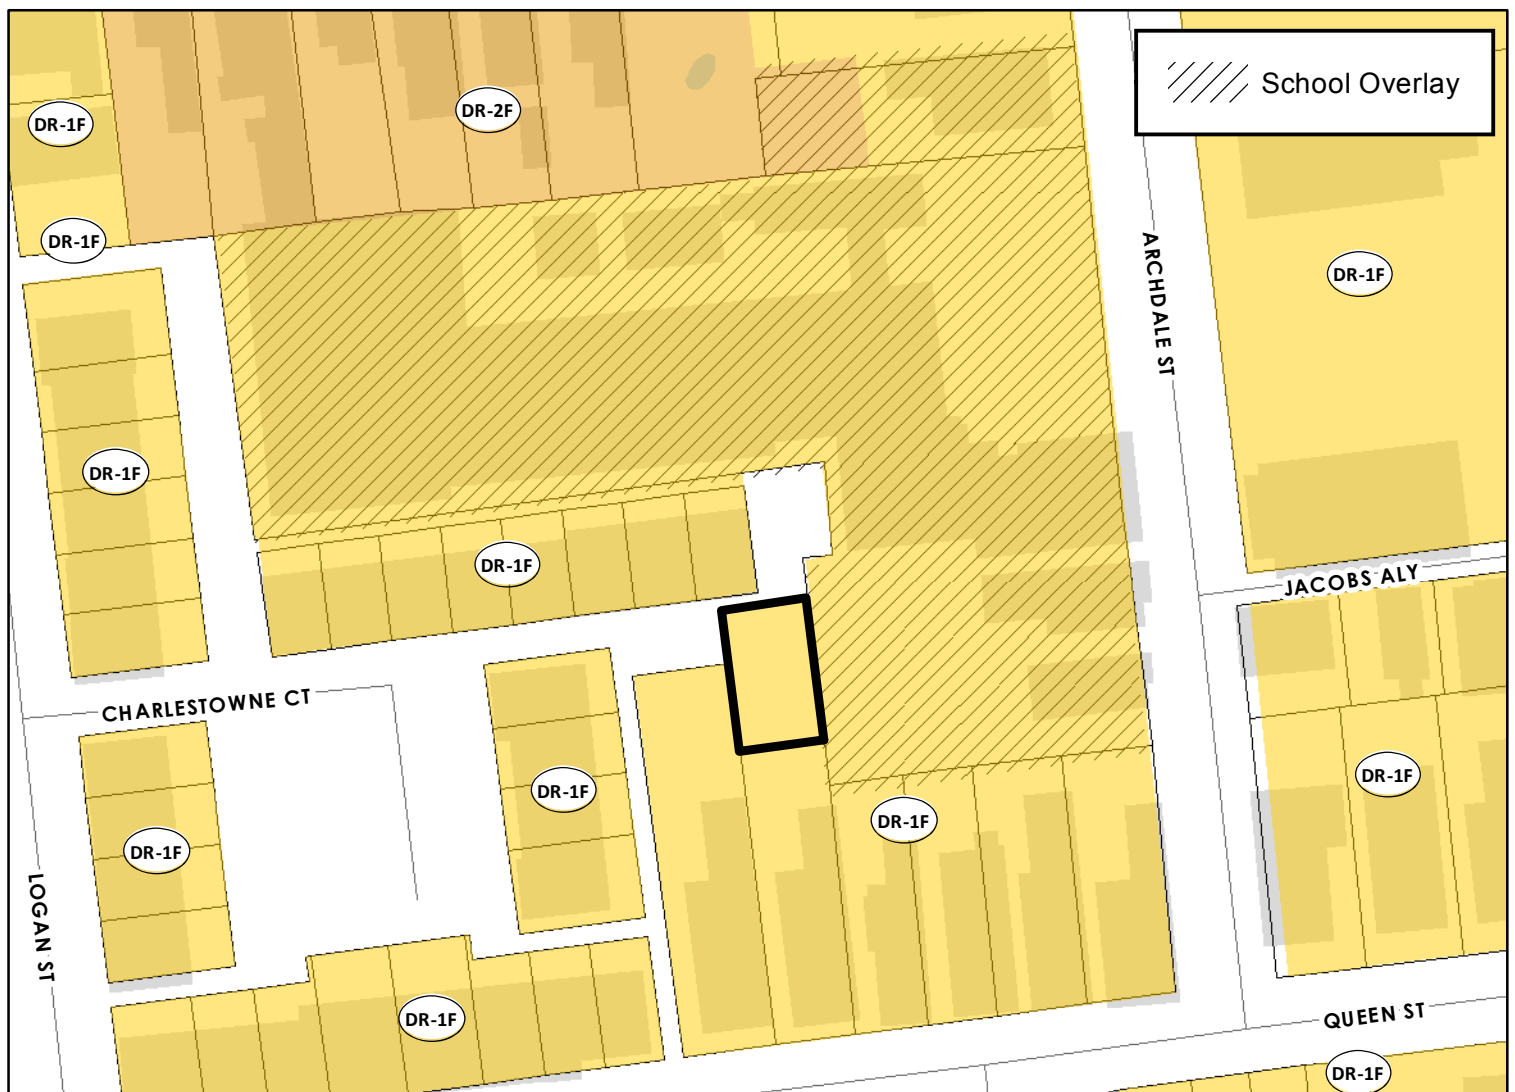 School Overlay
DR-1F
DR-2F
DR-1F
ARCHDALE ST
DR-1F
DR-1F
DR-1F
JACOBS ALY
CHARLESTOWNE CT
DR-1F
DR-1F
DR-1F
DR-1F
LOGAN ST
DR-1F
QUEEN ST
DR-1F